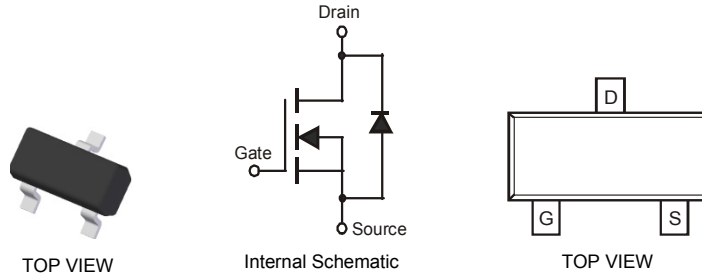 Drain
D
Gate
G
S
Source
TOP VIEW
Internal Schematic
TOP VIEW